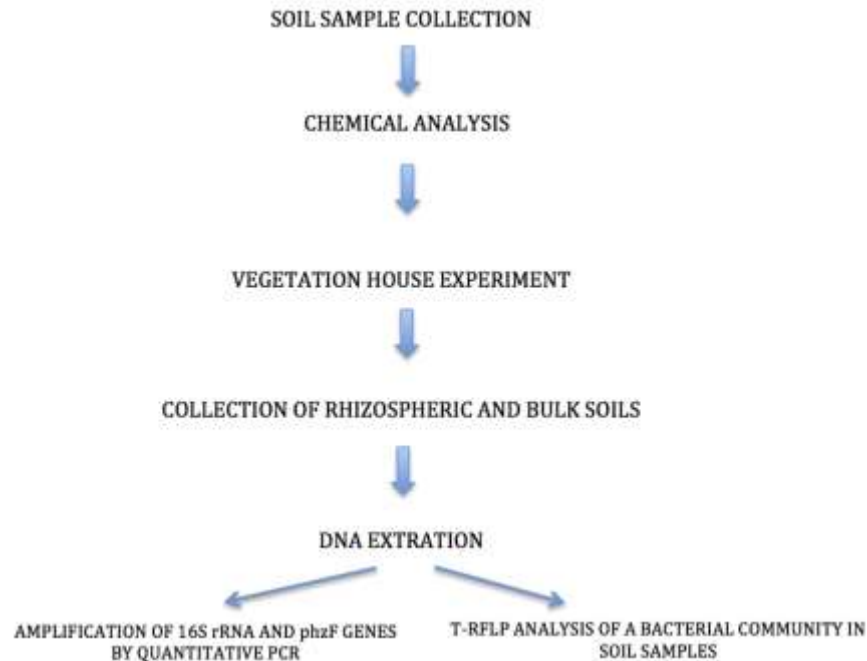 SOIL SAMPLE COLLECTION
CHEMICAL ANALYSIS
VEGETATION HOUSE EXPERIMENT
COLLECTION OF RHIZOSPHERIC AND BULK SOILS
DNA EXTRATION
AMPLIFICATION OF 16S rRNA AND phzF GENES
BY QUANTITATIVE PCR
T-RFLP ANALYSIS OF A BACTERIAL COMMUNITY IN
SOIL SAMPLES